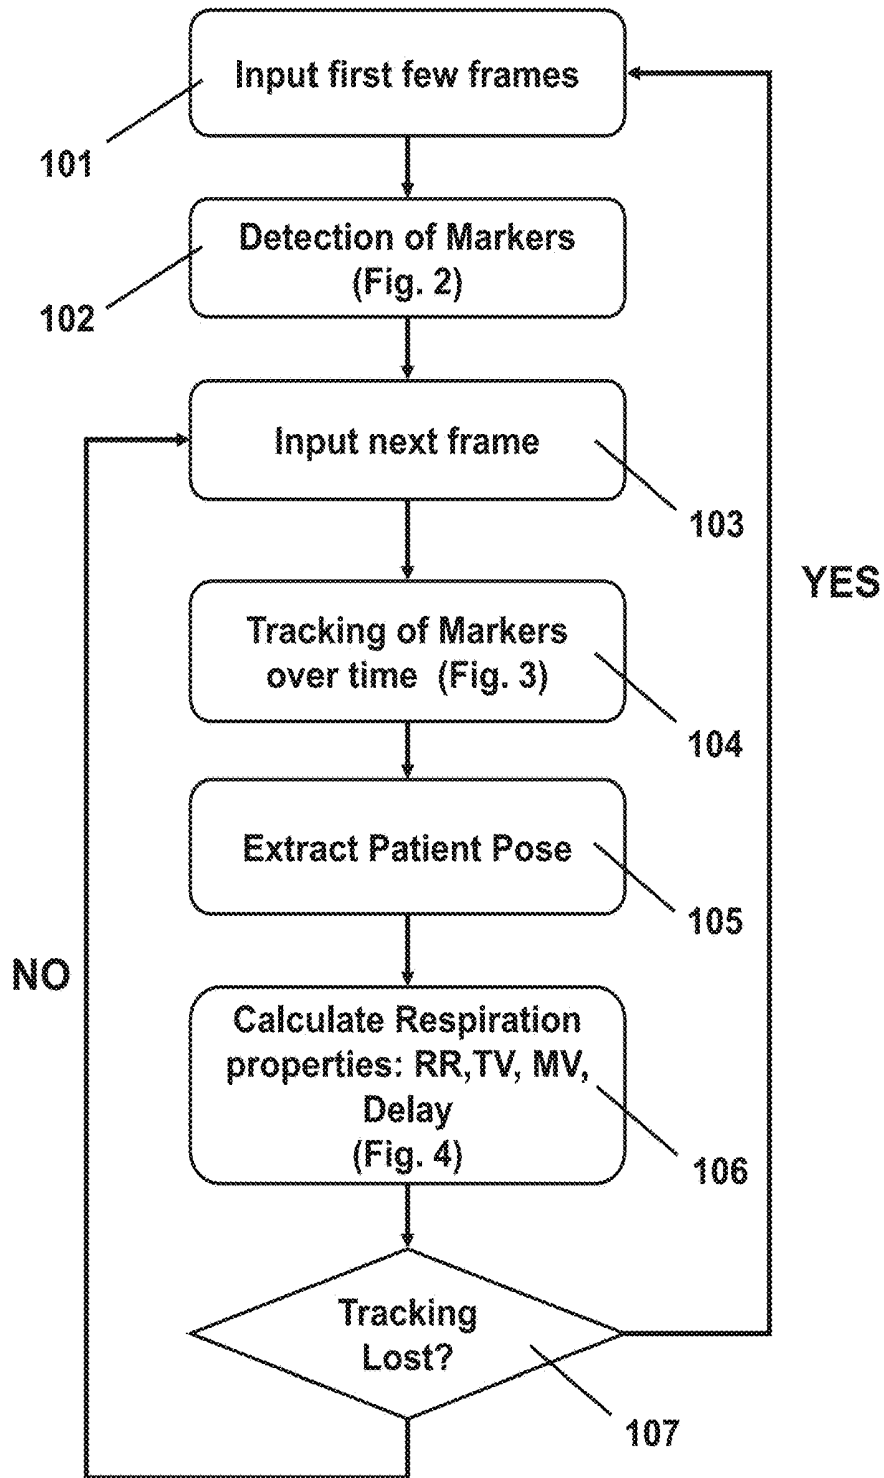 Input first few frames
101
Detection of Markers
(Fig. 2)
102
Input next frame
103
YES
Tracking of Markers
over time (Fig. 3)
104
Extract Patient Pose
105
NO
Calculate Respiration
properties: RR,TV, MV,
Delay
(Fig. 4)
106
Tracking
Lost?
107